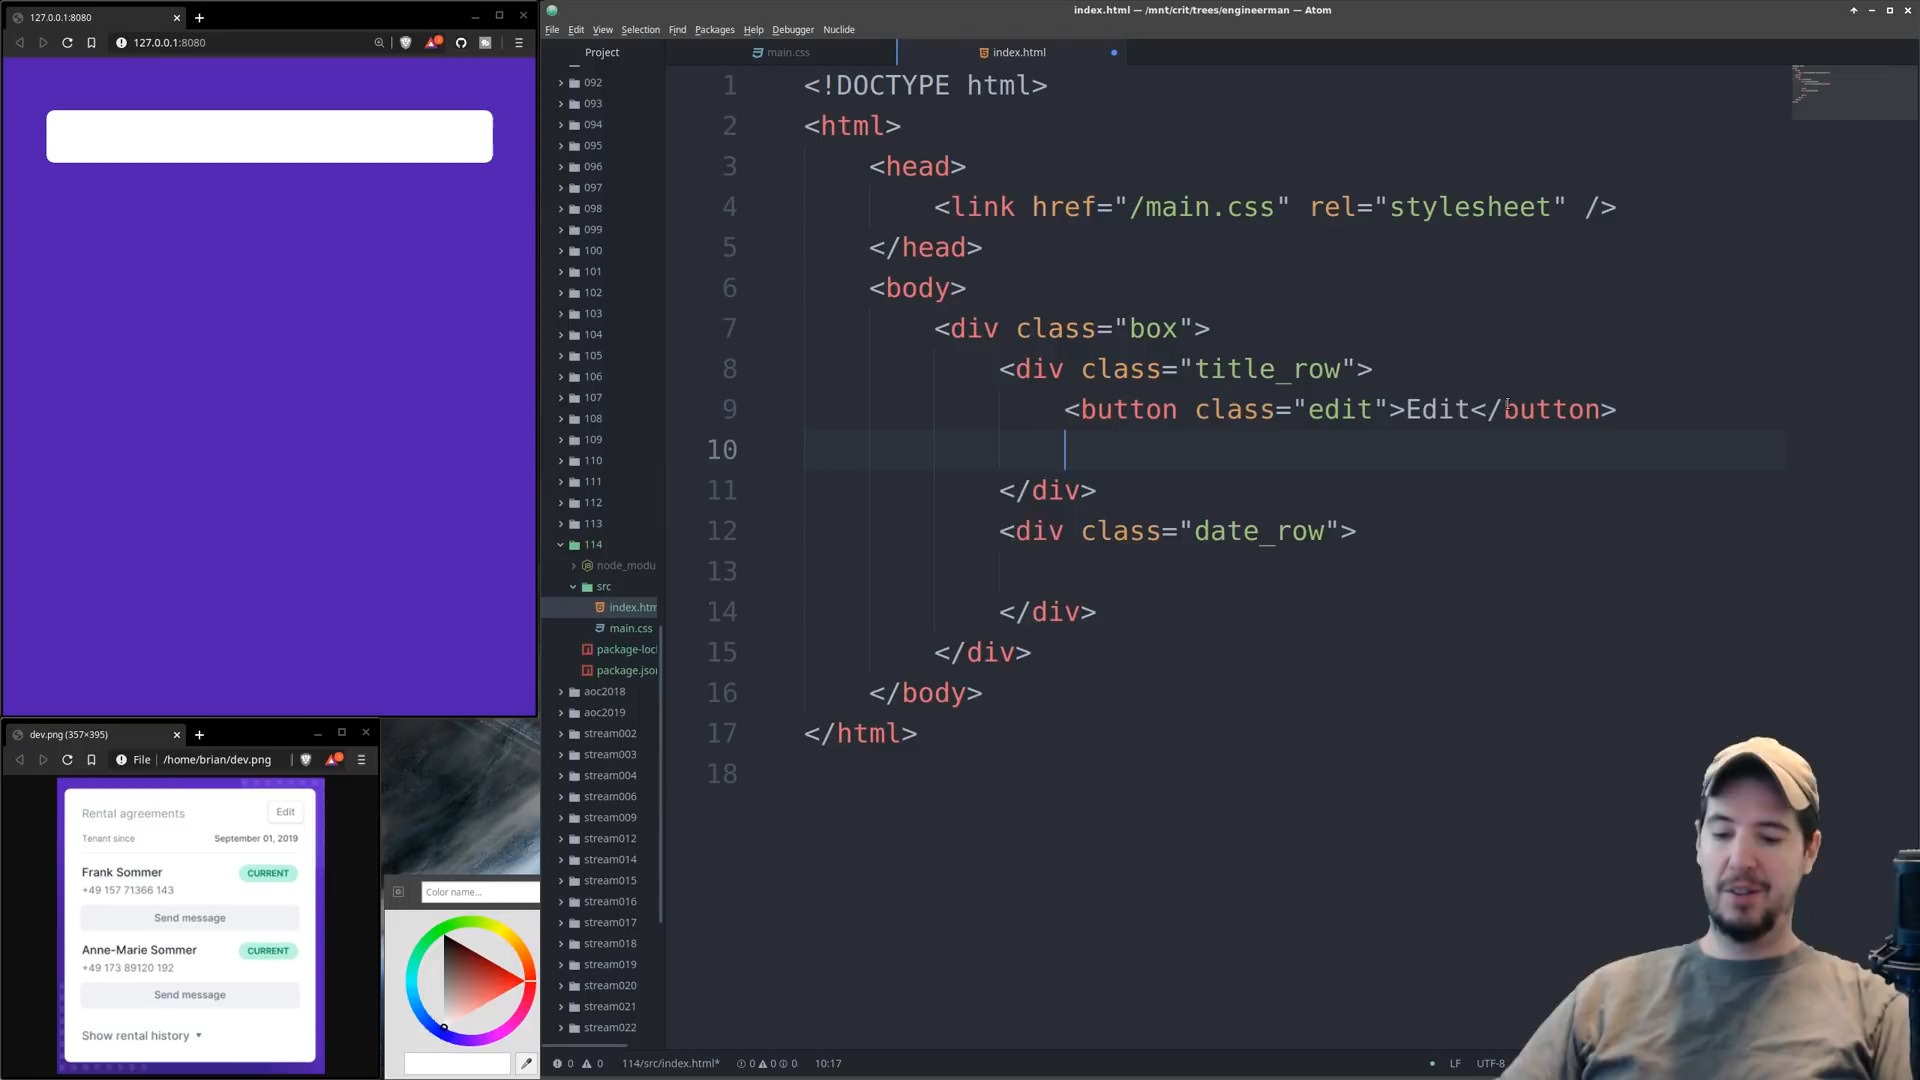 127.0.0.1:8080
127.0.0.1:8080
index.html — /mnt/crit/trees/engineerman — Atom
File Edit View Selection Find Packages Help Debugger Nuclide
Project
main.css
index.html
092
093
094
095
096
097
098
099
100
101
102
103
104
105
106
107
108
109
110
111
112
113
114
node_modu
src
index.htm
main.css
package-loc
package.jso
aoc2018
aoc2019
stream002
stream003
stream004
stream006
stream009
stream012
stream014
stream015
stream016
stream017
stream018
stream019
stream020
stream021
stream022
1 <!DOCTYPE html>
2 <html>
3 <head>
4 <link href="/main.css" rel="stylesheet" />
5 </head>
6 <body>
7 <div class="box">
8 <div class="title_row">
9 <button class="edit">Edit</button>
10
11 </div>
12 <div class="date_row">
13
14 </div>
15 </div>
16 </body>
17 </html>
18
dev.png (357×395)
File | /home/brian/dev.png
Rental agreements Edit
Tenant since September 01, 2019
Frank Sommer CURRENT
+49 157 71366 143
Send message
Anne-Marie Sommer CURRENT
+49 173 89120 192
Send message
Show rental history
Color name...
0 0 114/src/index.html* 0 0 0 10:17
LF UTF-8